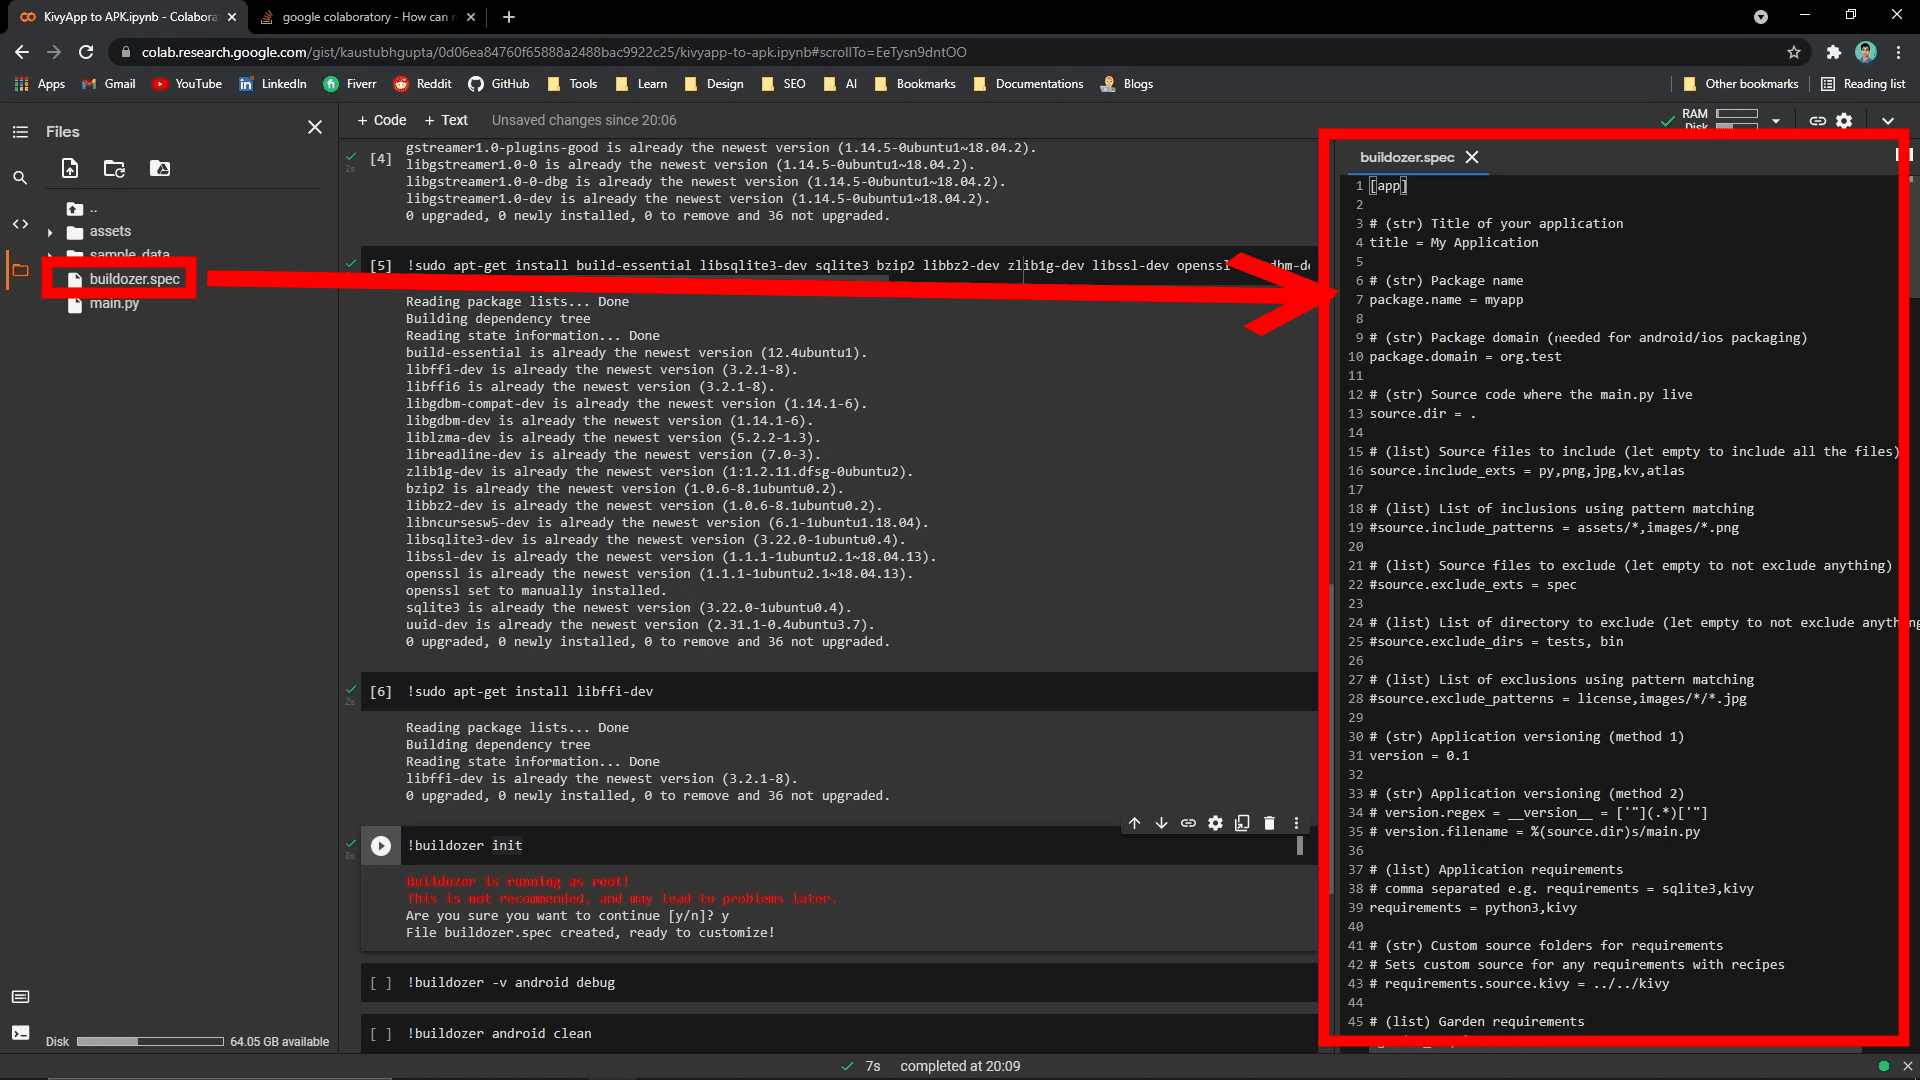 KivyApp to APK.ipynb - Colabora
google colaboratory - How can
colab.research.google.com/gist/kaustubhgupta/0d06ea84760f65888a2488bac9922c25/kivyapp-to-apk.ipynb#scrollTo=EeTysn9dntOO
Apps
Gmail
YouTube
LinkedIn
Fiverr
Reddit
GitHub
Tools
Learn
Design
SEO
AI
Bookmarks
Documentations
Blogs
Other bookmarks
Reading list
Files
+ Code
+ Text
Unsaved changes since 20:06
RAM
Disk
..
assets
sample_data
buildozer.spec
main.py
Disk
64.05 GB available
[4]
2s
gstreamer1.0-plugins-good is already the newest version (1.14.5-0ubuntu1~18.04.2).
libgstreamer1.0-0 is already the newest version (1.14.5-0ubuntu1~18.04.2).
libgstreamer1.0-0-dbg is already the newest version (1.14.5-0ubuntu1~18.04.2).
libgstreamer1.0-dev is already the newest version (1.14.5-0ubuntu1~18.04.2).
0 upgraded, 0 newly installed, 0 to remove and 36 not upgraded.
[5] !sudo apt-get install build-essential libsqlite3-dev sqlite3 bzip2 libbz2-dev zlib1g-dev libssl-dev openssl
Reading package lists... Done
Building dependency tree
Reading state information... Done
build-essential is already the newest version (12.4ubuntu1).
libffi-dev is already the newest version (3.2.1-8).
libffi6 is already the newest version (3.2.1-8).
libgdbm-compat-dev is already the newest version (1.14.1-6).
libgdbm-dev is already the newest version (1.14.1-6).
liblzma-dev is already the newest version (5.2.2-1.3).
libreadline-dev is already the newest version (7.0-3).
zlib1g-dev is already the newest version (1:1.2.11.dfsg-0ubuntu2).
bzip2 is already the newest version (1.0.6-8.1ubuntu0.2).
libbz2-dev is already the newest version (1.0.6-8.1ubuntu0.2).
libncursesw5-dev is already the newest version (6.1-1ubuntu1.18.04).
libsqlite3-dev is already the newest version (3.22.0-1ubuntu0.4).
libssl-dev is already the newest version (1.1.1-1ubuntu2.1~18.04.13).
openssl is already the newest version (1.1.1-1ubuntu2.1~18.04.13).
openssl set to manually installed.
sqlite3 is already the newest version (3.22.0-1ubuntu0.4).
uuid-dev is already the newest version (2.31.1-0.4ubuntu3.7).
0 upgraded, 0 newly installed, 0 to remove and 36 not upgraded.
[6] !sudo apt-get install libffi-dev
2s
Reading package lists... Done
Building dependency tree
Reading state information... Done
libffi-dev is already the newest version (3.2.1-8).
0 upgraded, 0 newly installed, 0 to remove and 36 not upgraded.
!buildozer init
Buildozer is running as root!
This is not recommended, and may lead to problems later.
Are you sure you want to continue [y/n]? y
File buildozer.spec created, ready to customize!
[ ] !buildozer -v android debug
[ ] !buildozer android clean
buildozer.spec
1 [app]
2
3 # (str) Title of your application
4 title = My Application
5
6 # (str) Package name
7 package.name = myapp
8
9 # (str) Package domain (needed for android/ios packaging)
10 package.domain = org.test
11
12 # (str) Source code where the main.py live
13 source.dir = .
14
15 # (list) Source files to include (let empty to include all the files)
16 source.include_exts = py,png,jpg,kv,atlas
17
18 # (list) List of inclusions using pattern matching
19 #source.include_patterns = assets/*,images/*.png
20
21 # (list) Source files to exclude (let empty to not exclude anything)
22 #source.exclude_exts = spec
23
24 # (list) List of directory to exclude (let empty to not exclude anything
25 #source.exclude_dirs = tests, bin
26
27 # (list) List of exclusions using pattern matching
28 #source.exclude_patterns = license,images/*/*.jpg
29
30 # (str) Application versioning (method 1)
31 version = 0.1
32
33 # (str) Application versioning (method 2)
34 # version.regex = __version__ = ['"](.*)['"]
35 # version.filename = %(source.dir)s/main.py
36
37 # (list) Application requirements
38 # comma separated e.g. requirements = sqlite3,kivy
39 requirements = python3,kivy
40
41 # (str) Custom source folders for requirements
42 # Sets custom source for any requirements with recipes
43 # requirements.source.kivy = ../../kivy
44
45 # (list) Garden requirements
7s completed at 20:09